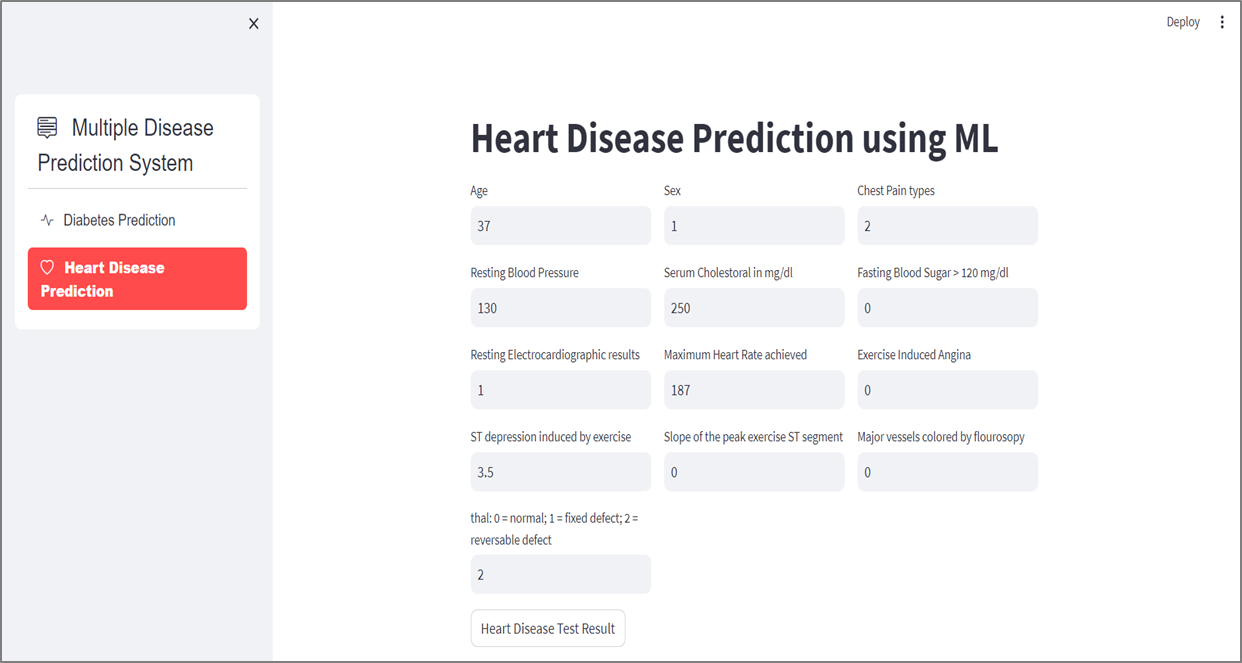 Deploy
Multiple Disease
Prediction System
Diabetes Prediction
Heart Disease
Prediction
Heart Disease Prediction using ML
Age Sex Chest Pain types
37 1 2
Resting Blood Pressure Serum Cholestoral in mg/dl Fasting Blood Sugar > 120 mg/dl
130 250 0
Resting Electrocardiographic results Maximum Heart Rate achieved Exercise Induced Angina
1 187 0
ST depression induced by exercise Slope of the peak exercise ST segment Major vessels colored by flourosopy
3.5 0 0
thal: 0 = normal; 1 = fixed defect; 2 =
reversable defect
2
Heart Disease Test Result